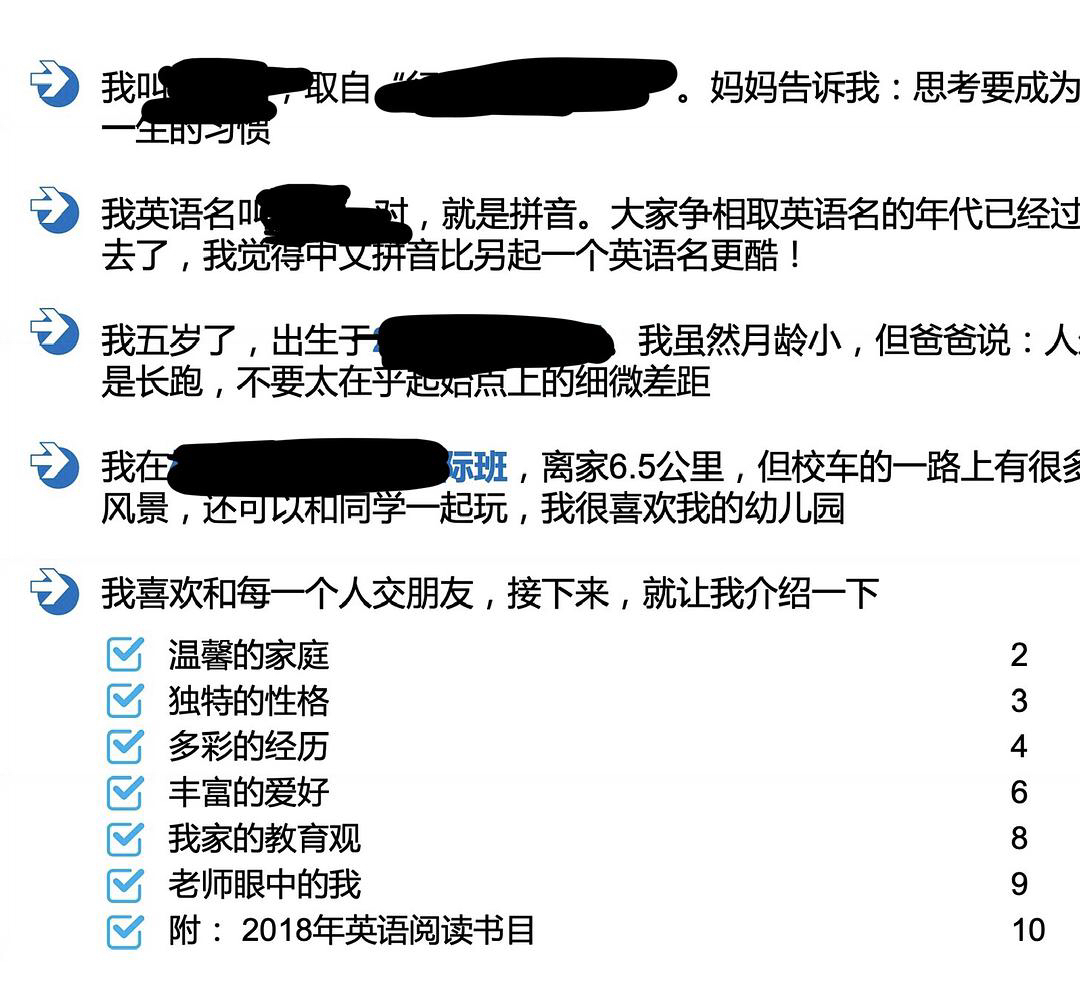 我叫，取自“ 。妈妈告诉我：思考要成为
一生的习惯
我英语名叫 对，就是拼音。大家争相取英语名的年代已经过
去了，我觉得中文拼音比另起一个英语名更酷！
我五岁了，出生于 我虽然月龄小，但爸爸说：人
是长跑，不要太在乎起始点上的细微差距
我在 际班，离家6.5公里，但校车的一路上有很多
风景，还可以和同学一起玩，我很喜欢我的幼儿园
我喜欢和每一个人交朋友，接下来，就让我介绍一下
温馨的家庭 2
独特的性格 3
多彩的经历 4
丰富的爱好 6
我家的教育观 8
老师眼中的我 9
附： 2018年英语阅读书目 10